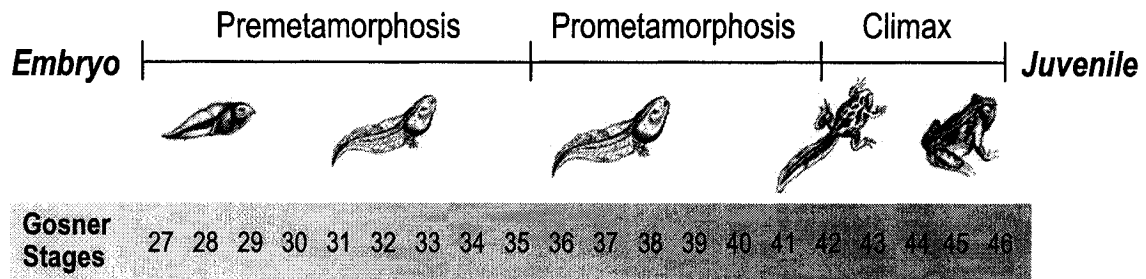 Premetamorphosis Prometamorphosis Climax
Embryo Juvenile
Gosner
Stages
27 28 29 30 31 32 33 34 35 36 37 38 39 40 41 42 43 44 45 46